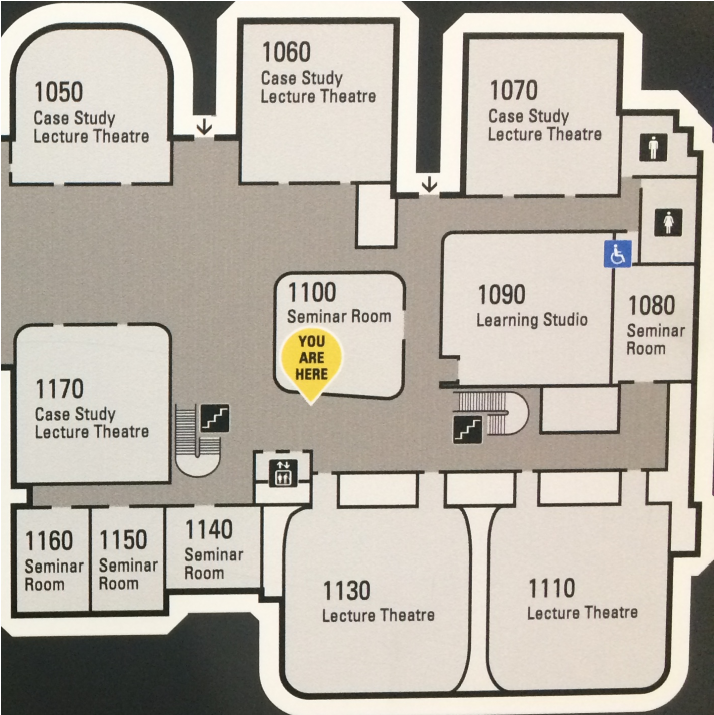 1050
Case Study
Lecture Theatre
1060
Case Study
Lecture Theatre
1070
Case Study
Lecture Theatre
1100
Seminar Room
YOU
ARE
HERE
1090
Learning Studio
1080
Seminar
Room
1170
Case Study
Lecture Theatre
1160
Seminar
Room
1150
Seminar
Room
1140
Seminar
Room
1130
Lecture Theatre
1110
Lecture Theatre